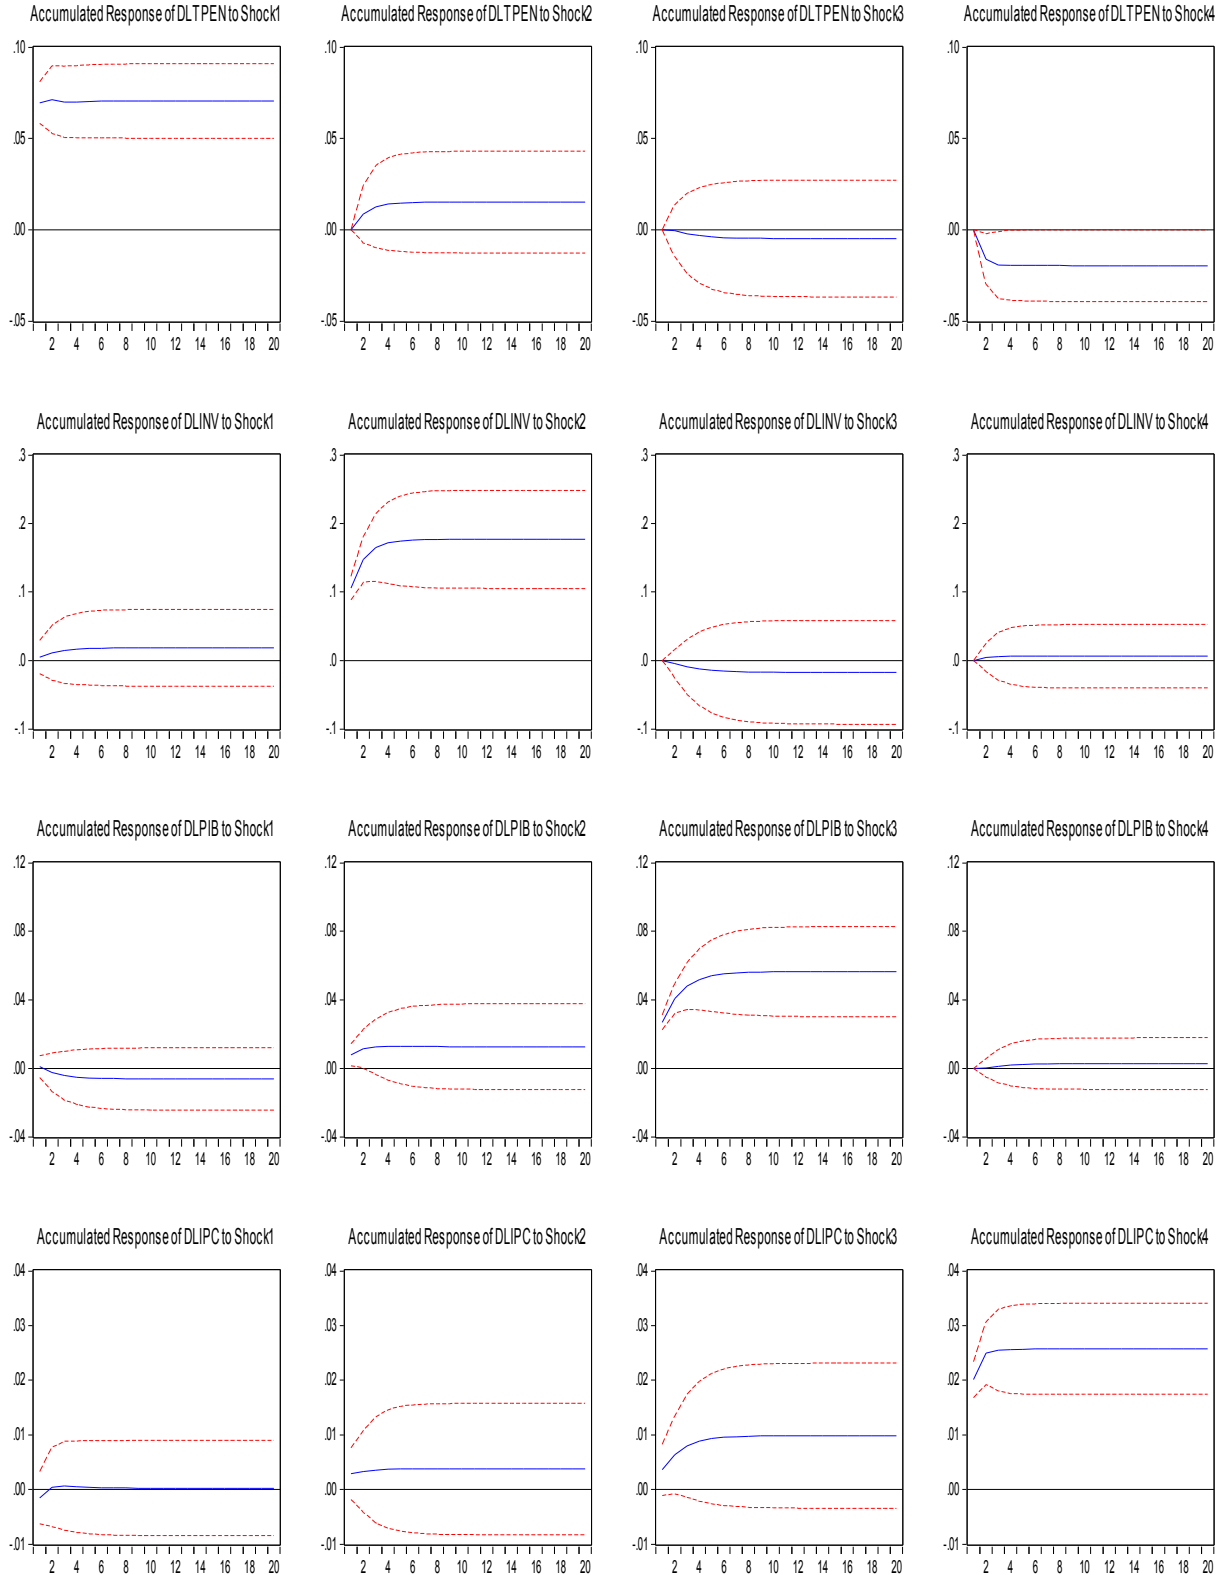 Accumulated Response of DLTPEN to Shock1 Accumulated Response of DLTPEN to Shock2 Accumulated Response of DLTPEN to Shock3 Accumulated Response of DLTPEN to Shock4
.10 .10 .10 .10
.05 .05 .05 .05
.00 .00 .00 .00
-.05 -.05 -.05 -.05
2 4 6 8 10 12 14 16 18 20 2 4 6 8 10 12 14 16 18 20 2 4 6 8 10 12 14 16 18 20 2 4 6 8 10 12 14 16 18 20
Accumulated Response of DLINV to Shock1 Accumulated Response of DLINV to Shock2 Accumulated Response of DLINV to Shock3 Accumulated Response of DLINV to Shock4
.3 .3 .3 .3
.2 .2 .2 .2
.1 .1 .1 .1
.0 .0 .0 .0
-.1 -.1 -.1 -.1
2 4 6 8 10 12 14 16 18 20 2 4 6 8 10 12 14 16 18 20 2 4 6 8 10 12 14 16 18 20 2 4 6 8 10 12 14 16 18 20
Accumulated Response of DLPIB to Shock1 Accumulated Response of DLPIB to Shock2 Accumulated Response of DLPIB to Shock3 Accumulated Response of DLPIB to Shock4
.12 .12 .12 .12
.08 .08 .08 .08
.04 .04 .04 .04
.00 .00 .00 .00
-.04 -.04 -.04 -.04
2 4 6 8 10 12 14 16 18 20 2 4 6 8 10 12 14 16 18 20 2 4 6 8 10 12 14 16 18 20 2 4 6 8 10 12 14 16 18 20
Accumulated Response of DLIPC to Shock1 Accumulated Response of DLIPC to Shock2 Accumulated Response of DLIPC to Shock3 Accumulated Response of DLIPC to Shock4
.04 .04 .04 .04
.03 .03 .03 .03
.02 .02 .02 .02
.01 .01 .01 .01
.00 .00 .00 .00
-.01 -.01 -.01 -.01
2 4 6 8 10 12 14 16 18 20 2 4 6 8 10 12 14 16 18 20 2 4 6 8 10 12 14 16 18 20 2 4 6 8 10 12 14 16 18 20